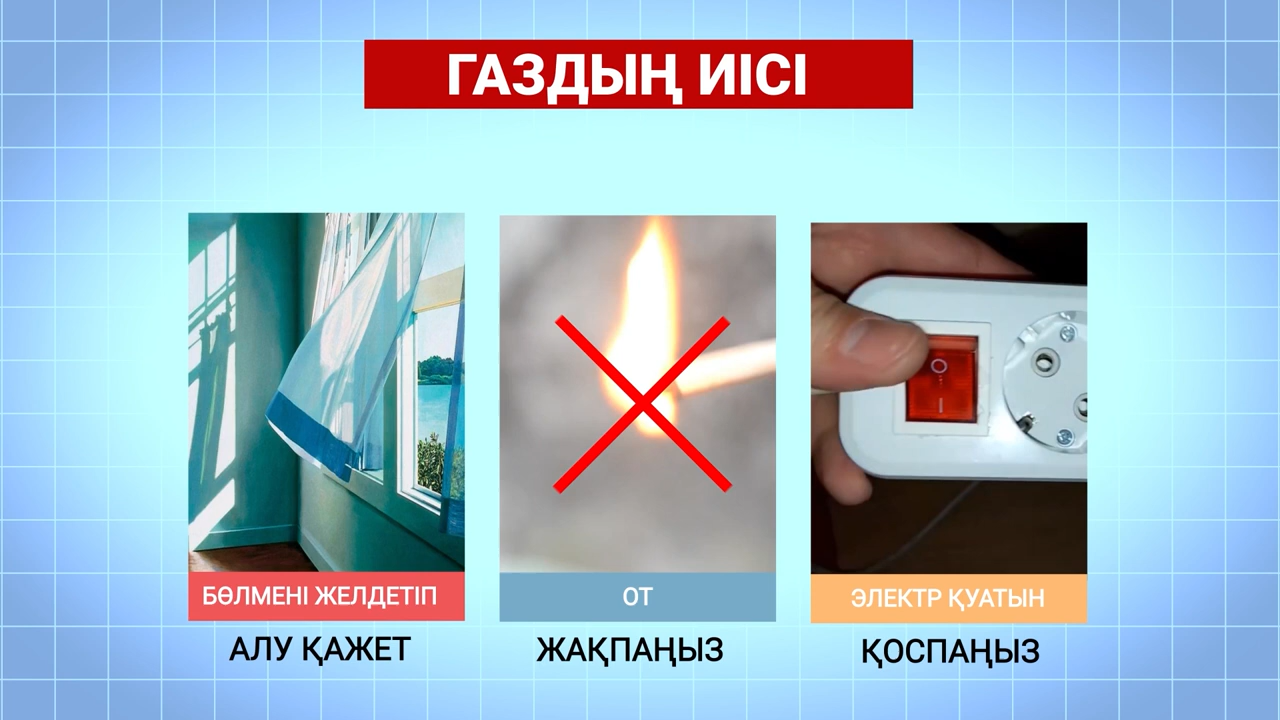 ГАЗДЫҢ ИІСІ
БӨЛМЕНІ ЖЕЛДЕТІП
АЛУ ҚАЖЕТ
ОТ
ЖАҚПАҢЫЗ
ЭЛЕКТР ҚУАТЫН
ҚОСПАҢЫЗ